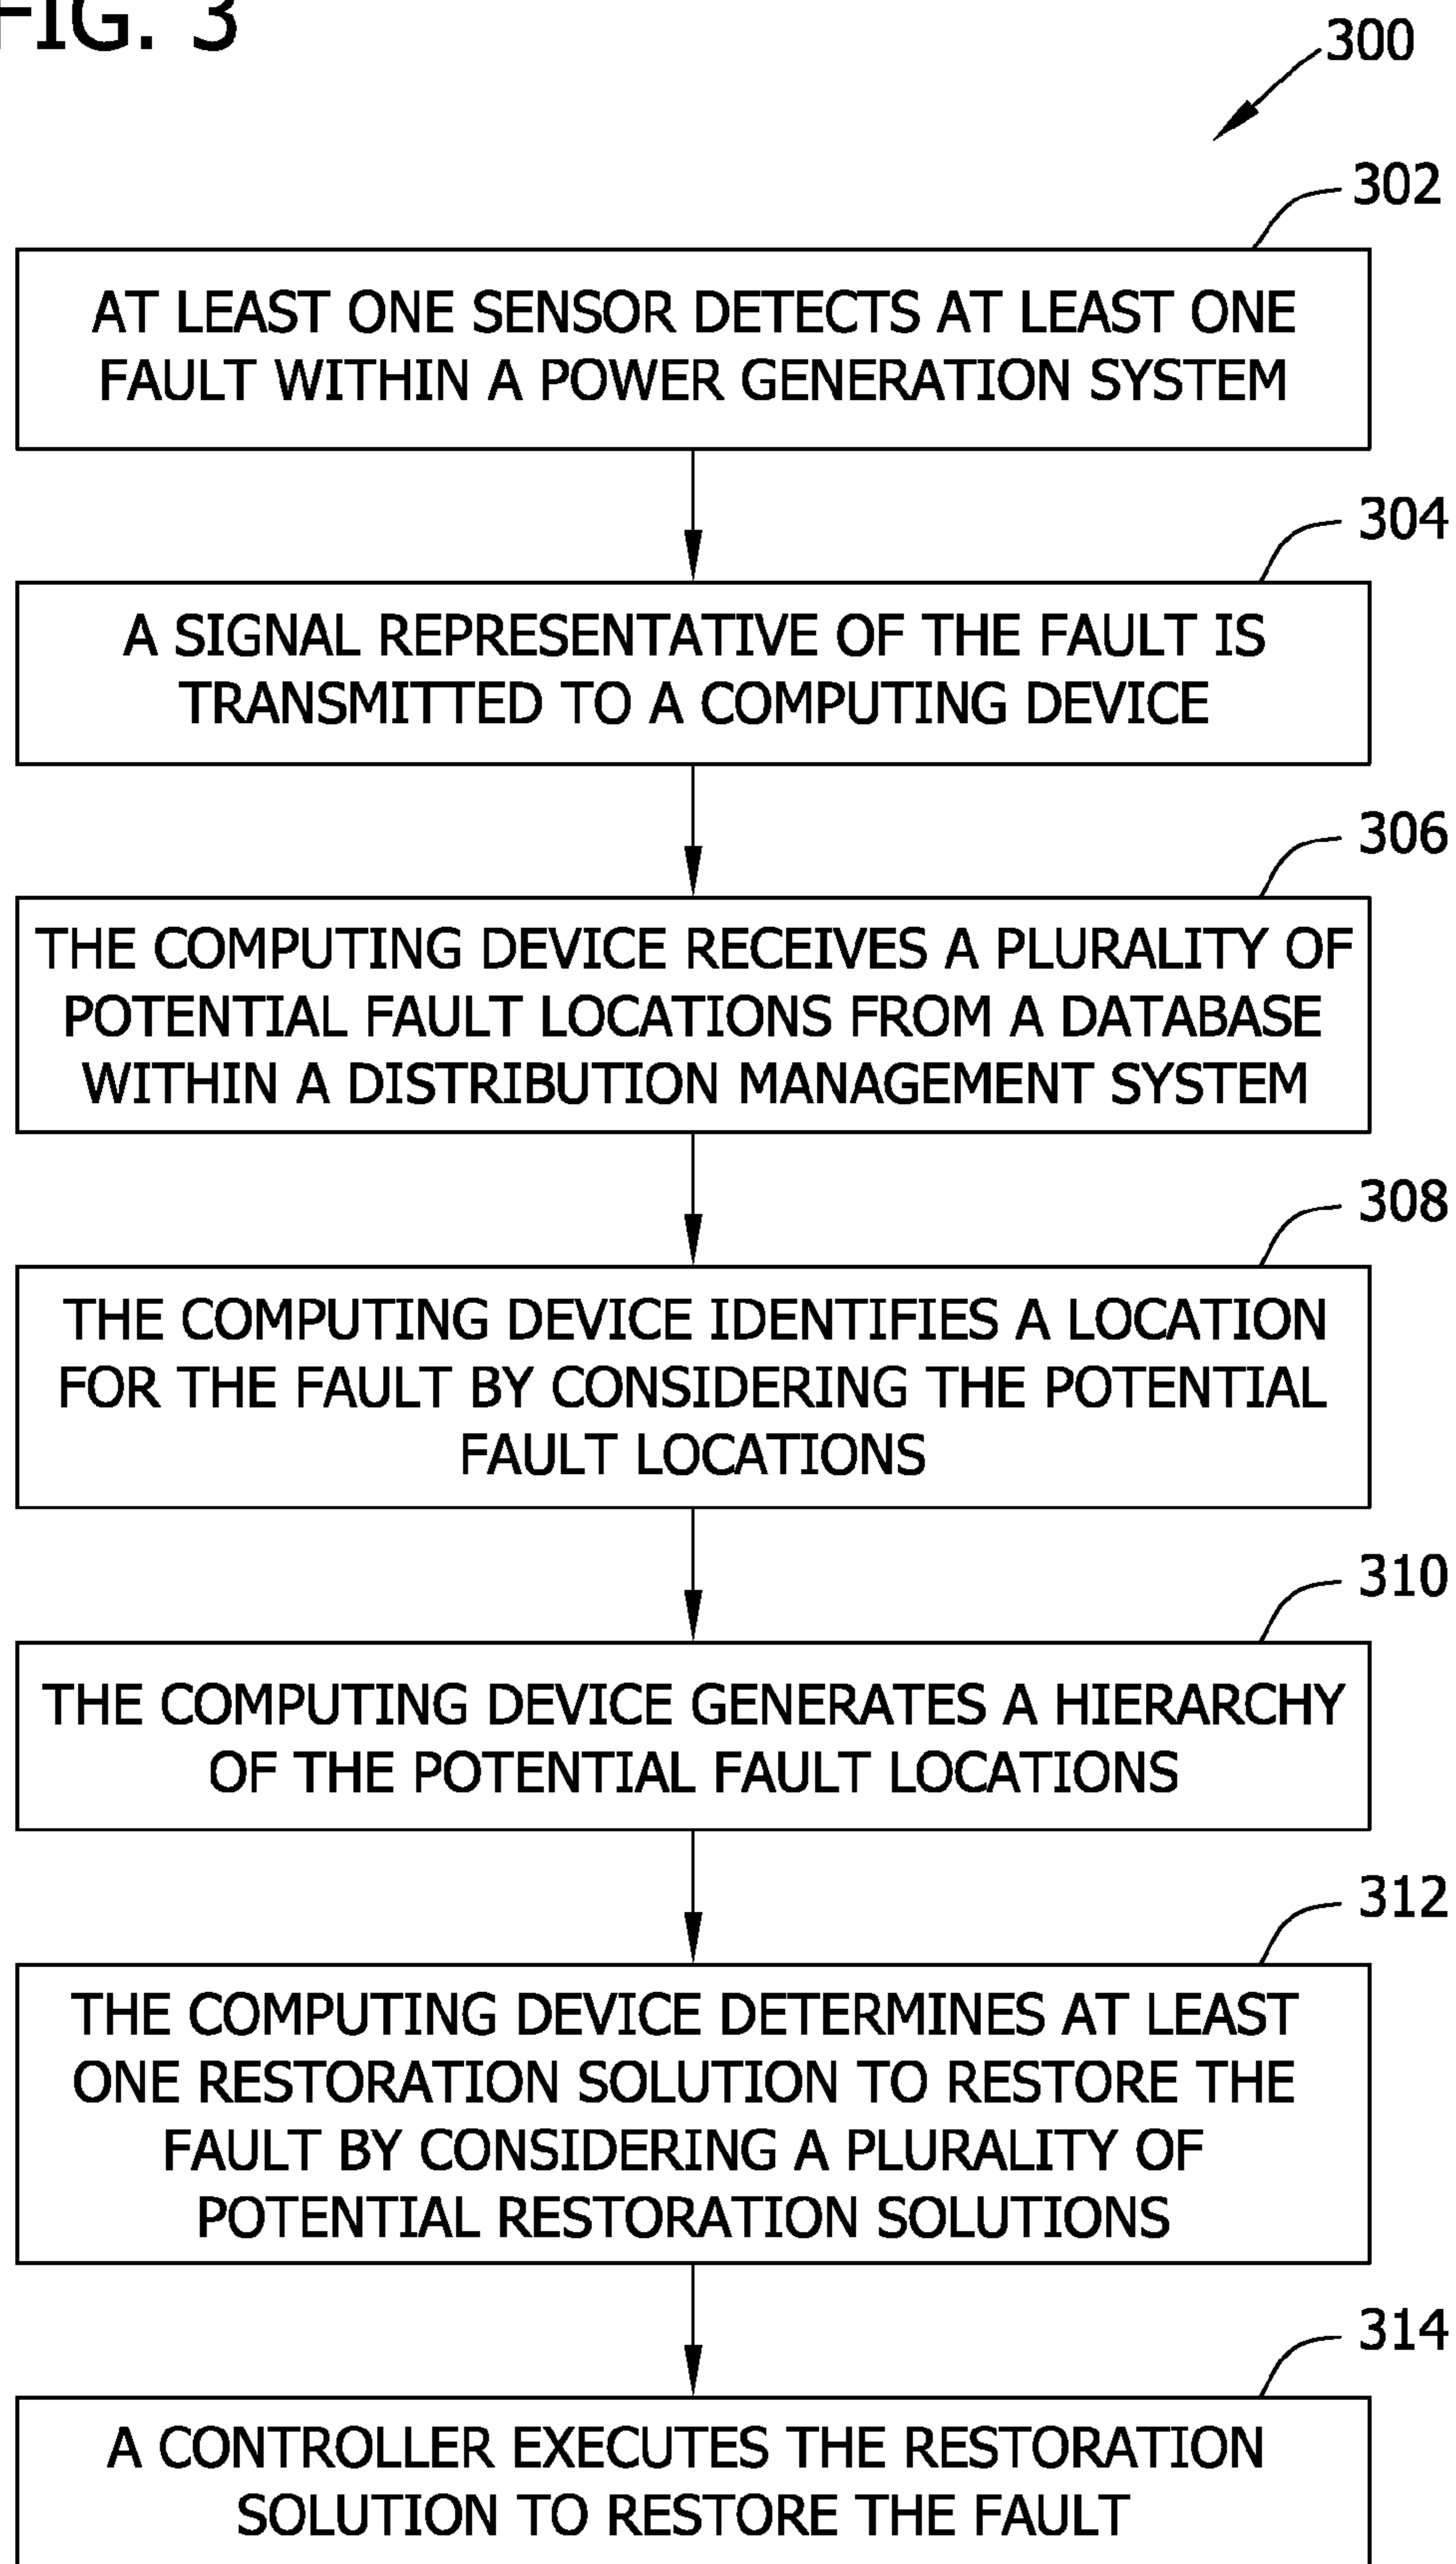 FIG. 3
300
302
AT LEAST ONE SENSOR DETECTS AT LEAST ONE
FAULT WITHIN A POWER GENERATION SYSTEM
304
A SIGNAL REPRESENTATIVE OF THE FAULT IS
TRANSMITTED TO A COMPUTING DEVICE
306
THE COMPUTING DEVICE RECEIVES A PLURALITY OF
POTENTIAL FAULT LOCATIONS FROM A DATABASE
WITHIN A DISTRIBUTION MANAGEMENT SYSTEM
308
THE COMPUTING DEVICE IDENTIFIES A LOCATION
FOR THE FAULT BY CONSIDERING THE POTENTIAL
FAULT LOCATIONS
310
THE COMPUTING DEVICE GENERATES A HIERARCHY
OF THE POTENTIAL FAULT LOCATIONS
312
THE COMPUTING DEVICE DETERMINES AT LEAST
ONE RESTORATION SOLUTION TO RESTORE THE
FAULT BY CONSIDERING A PLURALITY OF
POTENTIAL RESTORATION SOLUTIONS
314
A CONTROLLER EXECUTES THE RESTORATION
SOLUTION TO RESTORE THE FAULT